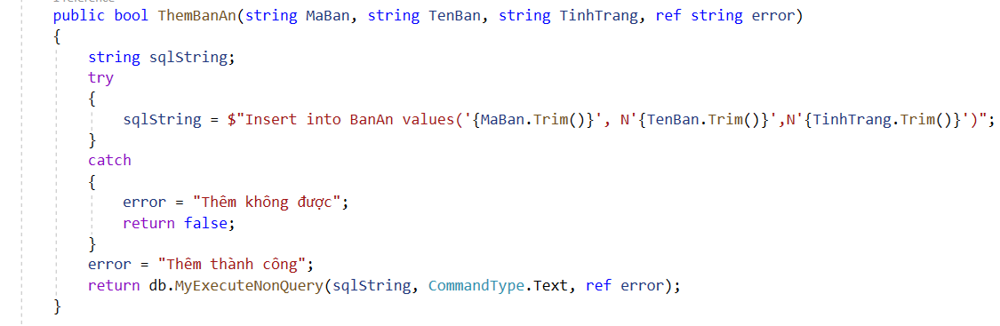 public bool ThemBanAn(string MaBan, string TenBan, string TinhTrang, ref string error)
{
string sqlString;
try
{
sqlString = $"Insert into BanAn values('{MaBan.Trim()}', N'{TenBan.Trim()}',N'{TinhTrang.Trim()}')";
}
catch
{
error = "Thêm không được";
return false;
}
error = "Thêm thành công";
return db.MyExecuteNonQuery(sqlString, CommandType.Text, ref error);
}